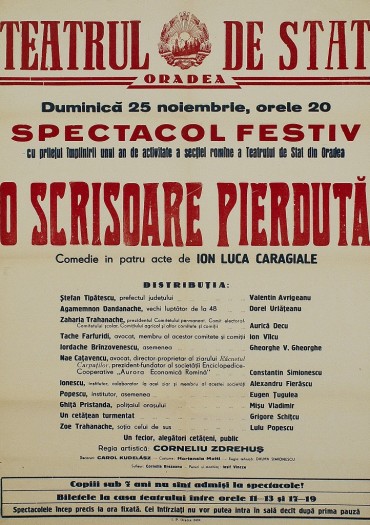 TEATRUL DE STAT
ORADEA
Duminică 25 noiembrie, orele 20
SPECTACOL FESTIV
cu prilejul împlinirii unui an de activitate a secției romîne a Teatrului de Stat din Oradea
O SCRISOARE PIERDUTĂ
Comedie în patru acte de ION LUCA CARAGIALE
DISTRIBUȚIA:
Ștefan Tipătescu, prefectul județului Valentin Avrigeanu
Agamemnon Dandanache, vechi luptător de la 48 Dorel Urlățeanu
Zaharia Trahanache, prezidentul Comitetului permanent, Comit. electoral,
Comitetului școlar, Comițiului agricol și altor comitete și comiții Aurică Decu
Tache Farfuridi, avocat, membru al acestor comitete și comiții Ion Vîlcu
Iordache Brînzovenescu, asemenea Gheorghe V. Gheorghe
Nae Cațavencu, avocat, director-proprietar al ziarului Răcnetul
Carpaților, prezident-fondator al societății Enciclopedice-
Cooperative „Aurora Economică Romînă" Constantin Simionescu
Ionescu, institutor, colaborator la acel ziar și membru al acestei societăți Alexandru Fierăscu
Popescu, institutor, asemenea Eugen Țugulea
Ghiță Pristanda, polițaiul orașului Mișu Vladimir
Un cetățean turmentat Grigore Schițcu
Zoe Trahanache, soția celui de sus Lulu Popescu
Un fecior, alegători cetățeni, public
Regia artistică: CORNELIU ZDREHUȘ
Decoruri: CAROL KUDELÁSZ
Copiii sub 7 ani nu sînt admiși la spectacole!
Biletele la casa teatrului între orele 11–13 și 17–19
Spectacolele încep precis la ora fixată. Cei întîrziați nu vor putea intra în sală decît după prima pauză